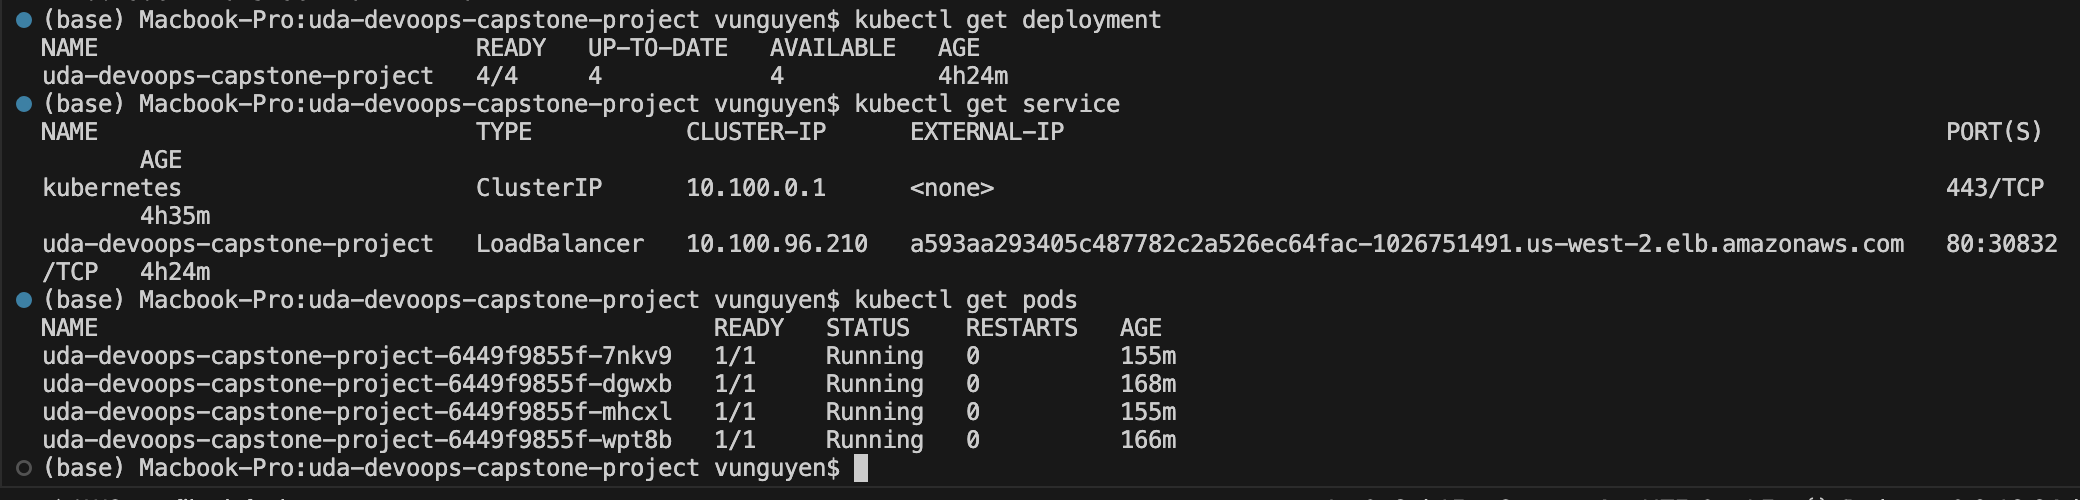 (base) Macbook-Pro:uda-devoops-capstone-project vunguyen$ kubectl get deployment
NAME READY UP-TO-DATE AVAILABLE AGE
uda-devoops-capstone-project 4/4 4 4 4h24m
(base) Macbook-Pro:uda-devoops-capstone-project vunguyen$ kubectl get service
NAME TYPE CLUSTER-IP EXTERNAL-IP PORT(S)
AGE
kubernetes ClusterIP 10.100.0.1 <none> 443/TCP
4h35m
uda-devoops-capstone-project LoadBalancer 10.100.96.210 a593aa293405c487782c2a526ec64fac-1026751491.us-west-2.elb.amazonaws.com 80:30832
/TCP 4h24m
(base) Macbook-Pro:uda-devoops-capstone-project vunguyen$ kubectl get pods
NAME READY STATUS RESTARTS AGE
uda-devoops-capstone-project-6449f9855f-7nkv9 1/1 Running 0 155m
uda-devoops-capstone-project-6449f9855f-dgwxb 1/1 Running 0 168m
uda-devoops-capstone-project-6449f9855f-mhcxl 1/1 Running 0 155m
uda-devoops-capstone-project-6449f9855f-wpt8b 1/1 Running 0 166m
(base) Macbook-Pro:uda-devoops-capstone-project vunguyen$